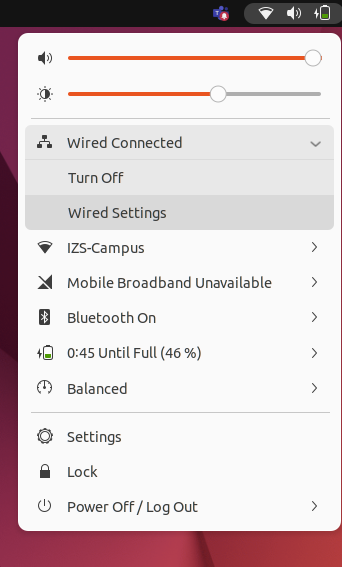 Wired Connected
Turn Off
Wired Settings
IZS-Campus
Mobile Broadband Unavailable
Bluetooth On
0:45 Until Full (46 %)
Balanced
Settings
Lock
Power Off / Log Out